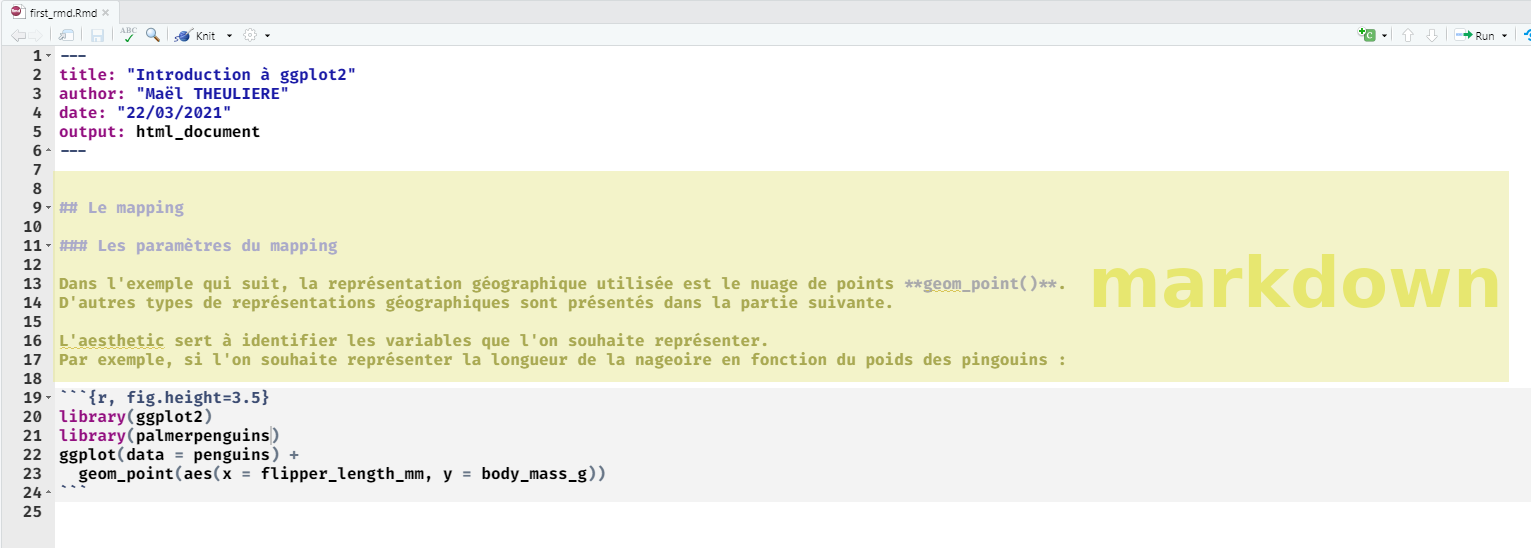 first_rmd.Rmd
ABC Knit Run
1 ---
2 title: "Introduction à ggplot2"
3 author: "Maël THEULIERE"
4 date: "22/03/2021"
5 output: html_document
6 ---
7
8
9 ## Le mapping
10
11 ### Les paramètres du mapping
12
13 Dans l'exemple qui suit, la représentation géographique utilisée est le nuage de points **geom_point()**.
14 D'autres types de représentations géographiques sont présentés dans la partie suivante.
15
16 L'aesthetic sert à identifier les variables que l'on souhaite représenter.
17 Par exemple, si l'on souhaite représenter la longueur de la nageoire en fonction du poids des pingouins :
18
markdown
19 ```{r, fig.height=3.5}
20 library(ggplot2)
21 library(palmerpenguins)
22 ggplot(data = penguins) +
23   geom_point(aes(x = flipper_length_mm, y = body_mass_g))
24 ```
25